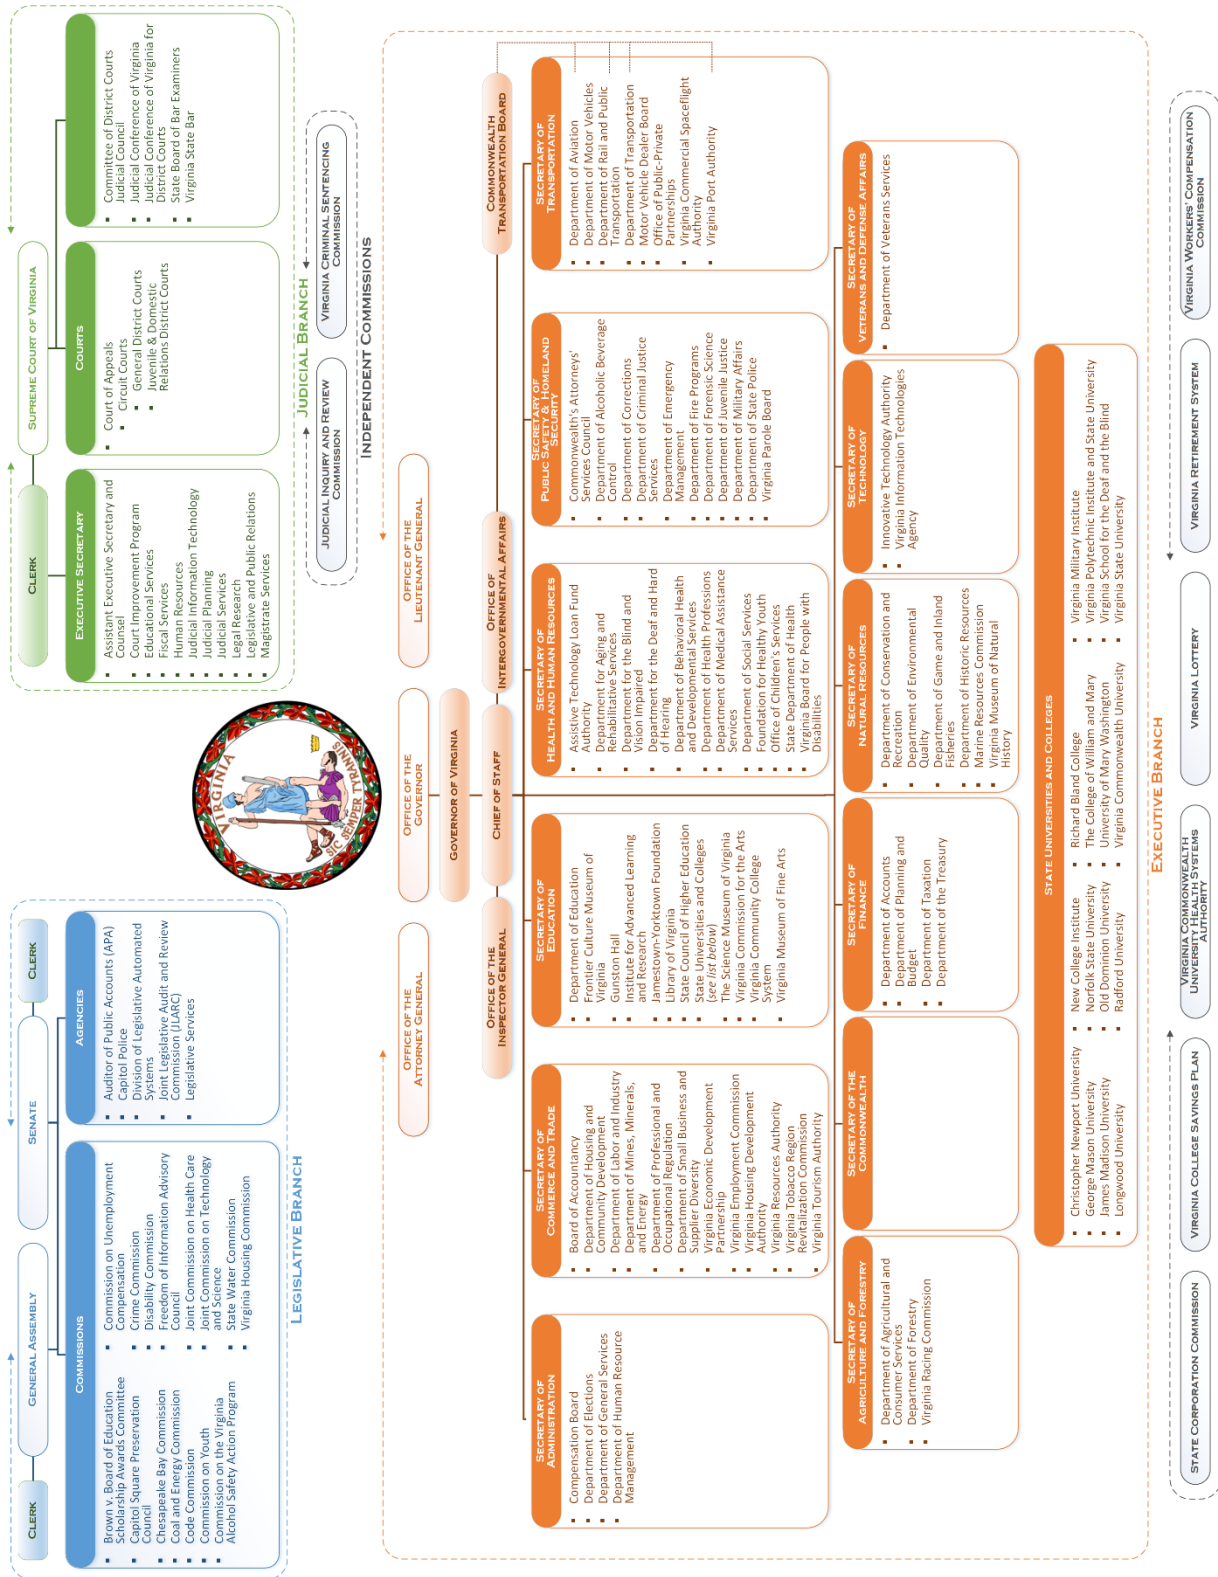 CLERK
GENERAL ASSEMBLY
SENATE
CLERK
COMMISSIONS
Brown v. Board of Education
Scholarship Awards Committee
Capitol Square Preservation
Council
Chesapeake Bay Commission
Coal and Energy Commission
Code Commission
Commission on Youth
Commission on the Virginia
Alcohol Safety Action Program
Commission on Unemployment
Compensation
Crime Commission
Disability Commission
Freedom of Information Advisory
Council
Joint Commission on Health Care
Joint Commission on Technology
and Science
State Water Commission
Virginia Housing Commission
AGENCIES
Auditor of Public Accounts (APA)
Capitol Police
Division of Legislative Automated
Systems
Joint Legislative Audit and Review
Commission (JLARC)
Legislative Services
LEGISLATIVE BRANCH
VIRGINIA
SIC SEMPER TYRANNIS
CLERK
SUPREME COURT OF VIRGINIA
EXECUTIVE SECRETARY
Assistant Executive Secretary and
Counsel
Court Improvement Program
Educational Services
Fiscal Services
Human Resources
Judicial Information Technology
Judicial Planning
Judicial Services
Legal Research
Legislative and Public Relations
Magistrate Services
COURTS
Court of Appeals
Circuit Courts
General District Courts
Juvenile & Domestic
Relations District Courts
Committee of District Courts
Judicial Council
Judicial Conference of Virginia
Judicial Conference of Virginia for
District Courts
State Board of Bar Examiners
Virginia State Bar
JUDICIAL BRANCH
JUDICIAL INQUIRY AND REVIEW
COMMISSION
VIRGINIA CRIMINAL SENTENCING
COMMISSION
INDEPENDENT COMMISSIONS
OFFICE OF THE
ATTORNEY GENERAL
OFFICE OF THE
GOVERNOR
OFFICE OF THE
LIEUTENANT GENERAL
GOVERNOR OF VIRGINIA
OFFICE OF THE
INSPECTOR GENERAL
CHIEF OF STAFF
OFFICE OF
INTERGOVERNMENTAL AFFAIRS
COMMONWEALTH
TRANSPORTATION BOARD
SECRETARY OF
ADMINISTRATION
Compensation Board
Department of Elections
Department of General Services
Department of Human Resource
Management
SECRETARY OF
COMMERCE AND TRADE
Board of Accountancy
Department of Housing and
Community Development
Department of Labor and Industry
Department of Mines, Minerals,
and Energy
Department of Professional and
Occupational Regulation
Department of Small Business and
Supplier Diversity
Virginia Economic Development
Partnership
Virginia Employment Commission
Virginia Housing Development
Authority
Virginia Resources Authority
Virginia Tobacco Region
Revitalization Commission
Virginia Tourism Authority
SECRETARY OF
EDUCATION
Department of Education
Frontier Culture Museum of
Virginia
Gunston Hall
Institute for Advanced Learning
and Research
Jamestown-Yorktown Foundation
Library of Virginia
State Council of Higher Education
State Universities and Colleges
(see list below)
The Science Museum of Virginia
Virginia Commission for the Arts
Virginia Community College
System
Virginia Museum of Fine Arts
SECRETARY OF
HEALTH AND HUMAN RESOURCES
Assistive Technology Loan Fund
Authority
Department for Aging and
Rehabilitative Services
Department for the Blind and
Vision Impaired
Department for the Deaf and Hard
of Hearing
Department of Behavioral Health
and Developmental Services
Department of Health Professions
Department of Medical Assistance
Services
Department of Social Services
Foundation for Healthy Youth
Office of Children's Services
State Department of Health
Virginia Board for People with
Disabilities
SECRETARY OF
PUBLIC SAFETY & HOMELAND
SECURITY
Commonwealth's Attorneys'
Services Council
Department of Alcoholic Beverage
Control
Department of Corrections
Department of Criminal Justice
Services
Department of Emergency
Management
Department of Fire Programs
Department of Forensic Science
Department of Juvenile Justice
Department of Military Affairs
Department of State Police
Virginia Parole Board
SECRETARY OF
TRANSPORTATION
Department of Aviation
Department of Motor Vehicles
Department of Rail and Public
Transportation
Department of Transportation
Motor Vehicle Dealer Board
Office of Public-Private
Partnerships
Virginia Commercial Spaceflight
Authority
Virginia Port Authority
SECRETARY OF
AGRICULTURE AND FORESTRY
Department of Agricultural and
Consumer Services
Department of Forestry
Virginia Racing Commission
SECRETARY OF THE
COMMONWEALTH
SECRETARY OF
FINANCE
Department of Accounts
Department of Planning and
Budget
Department of Taxation
Department of the Treasury
SECRETARY OF
NATURAL RESOURCES
Department of Conservation and
Recreation
Department of Environmental
Quality
Department of Game and Inland
Fisheries
Department of Historic Resources
Marine Resources Commission
Virginia Museum of Natural
History
SECRETARY OF
TECHNOLOGY
Innovative Technology Authority
Virginia Information Technologies
Agency
SECRETARY OF
VETERANS AND DEFENSE AFFAIRS
Department of Veterans Services
STATE UNIVERSITIES AND COLLEGES
Christopher Newport University
George Mason University
James Madison University
Longwood University
New College Institute
Norfolk State University
Old Dominion University
Radford University
Richard Bland College
The College of William and Mary
University of Mary Washington
Virginia Commonwealth University
Virginia Military Institute
Virginia Polytechnic Institute and State University
Virginia School for the Deaf and the Blind
Virginia State University
EXECUTIVE BRANCH
STATE CORPORATION COMMISSION
VIRGINIA COLLEGE SAVINGS PLAN
VIRGINIA COMMONWEALTH
UNIVERSITY HEALTH SYSTEMS
AUTHORITY
VIRGINIA LOTTERY
VIRGINIA RETIREMENT SYSTEM
VIRGINIA WORKERS' COMPENSATION
COMMISSION